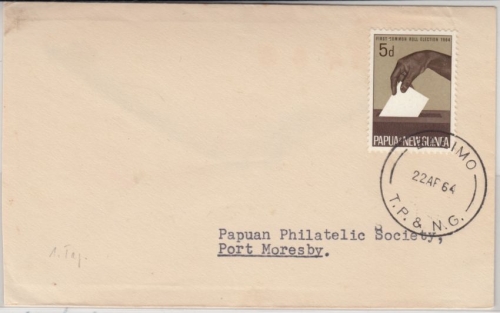 FIRST COMMON ROLL ELECTION 1964
5d
PAPUA & NEW GUINEA
22AP64
T.P. & N.G.
Papuan Philatelic Society,
Port Moresby.